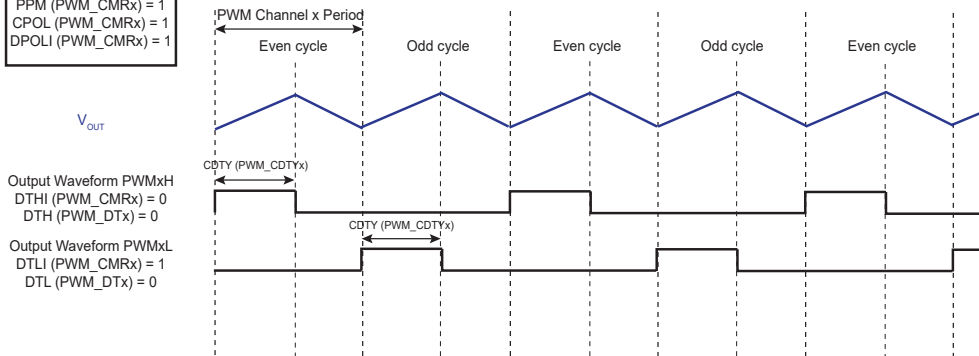 PPM (PWM_CMRx) = 1
CPOL (PWM_CMRx) = 1
DPOLI (PWM_CMRx) = 1
PWM Channel x Period
Even cycle
Odd cycle
Even cycle
Odd cycle
Even cycle
VOUT
CDTY (PWM_CDTYx)
Output Waveform PWMxH
DTHI (PWM_CMRx) = 0
DTH (PWM_DTx) = 0
CDTY (PWM_CDTYx)
Output Waveform PWMxL
DTLI (PWM_CMRx) = 1
DTL (PWM_DTx) = 0